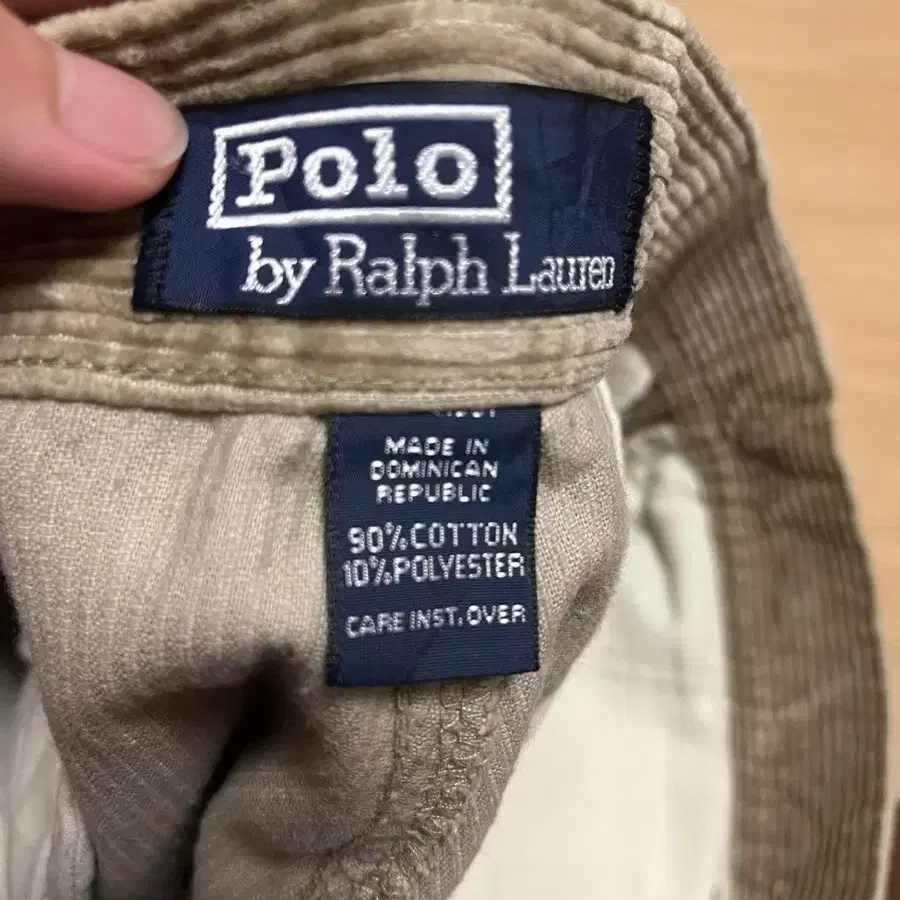 Polo
by Ralph Lauren
MADE IN
DOMINICAN
REPUBLIC
90%COTTON
10%POLYESTER
CARE INST. OVER